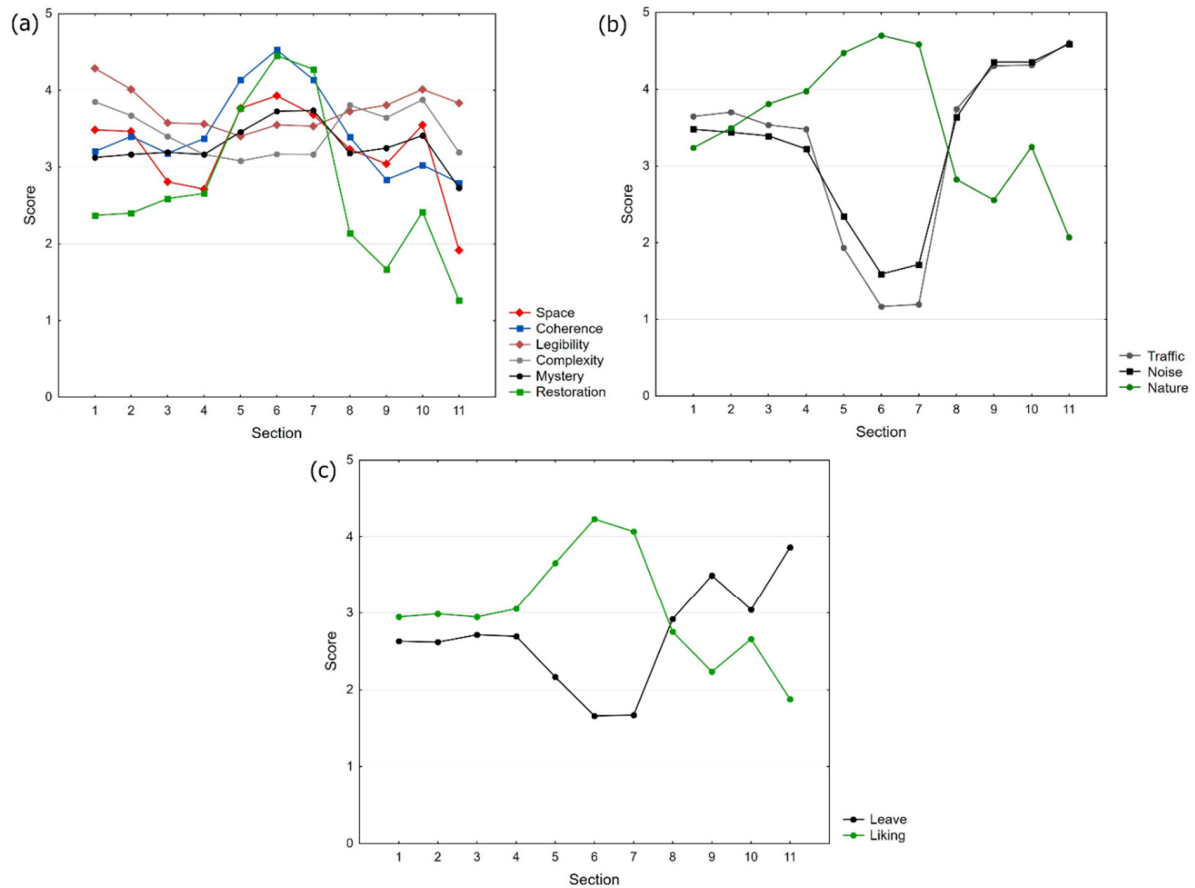 (a)
5
4
3
2
1
0
Score
1 2 3 4 5 6 7 8 9 10 11
Section
Space
Coherence
Legibility
Complexity
Mystery
Restoration
(b)
5
4
3
2
1
0
Score
1 2 3 4 5 6 7 8 9 10 11
Section
Traffic
Noise
Nature
(c)
5
4
3
2
1
0
Score
1 2 3 4 5 6 7 8 9 10 11
Section
Leave
Liking